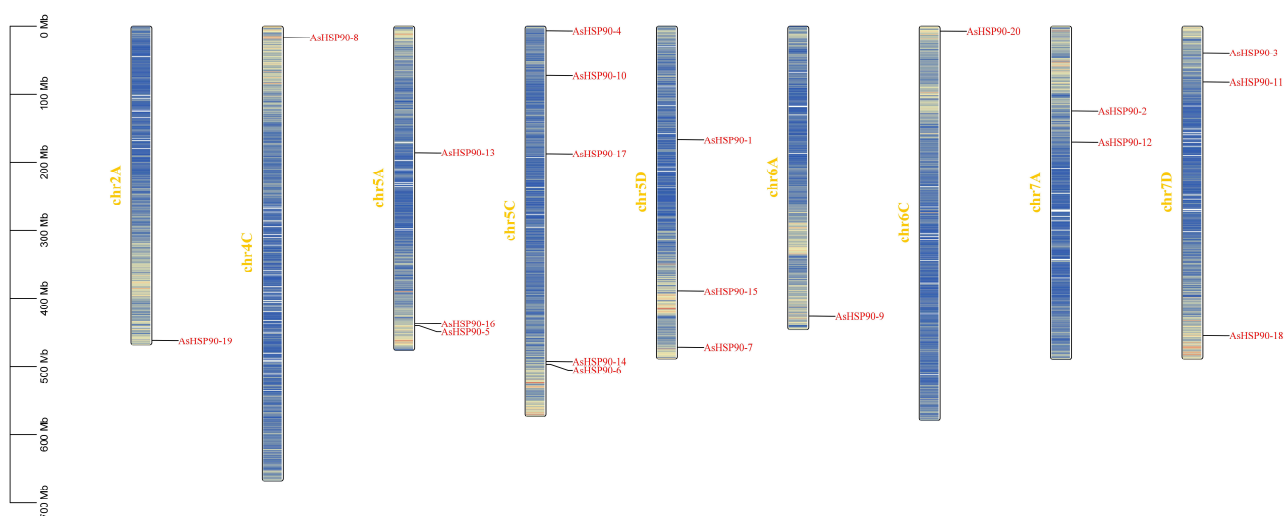 0 Mb
100 Mb
200 Mb
300 Mb
400 Mb
500 Mb
600 Mb
700 Mb
chr2A
AsHSP90-19
chr4C
AsHSP90-8
chr5A
AsHSP90-13
AsHSP90-16
AsHSP90-5
chr5C
AsHSP90-4
AsHSP90-10
AsHSP90-17
AsHSP90-14
AsHSP90-6
chr5D
AsHSP90-1
AsHSP90-15
AsHSP90-7
chr6A
AsHSP90-9
chr6C
AsHSP90-20
chr7A
AsHSP90-2
AsHSP90-12
chr7D
AsHSP90-3
AsHSP90-11
AsHSP90-18